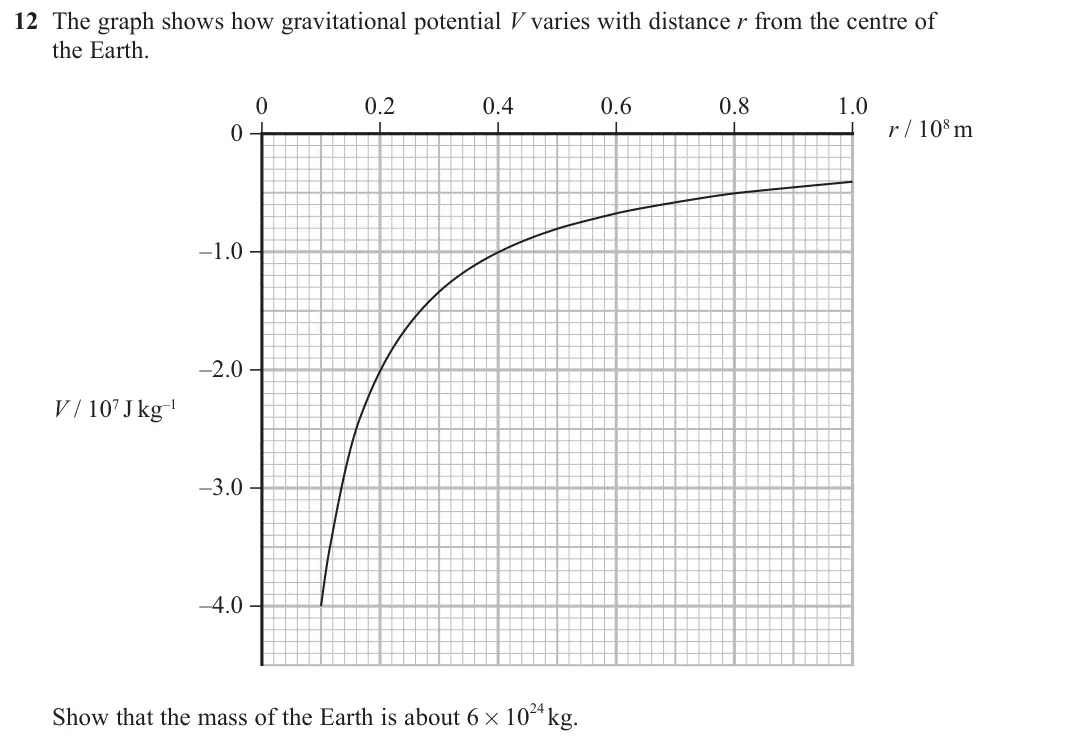 12 The graph shows how gravitational potential V varies with distance r from the centre of
the Earth.
0 0.2 0.4 0.6 0.8 1.0
0
r / 10⁸ m
–1.0
–2.0
V / 10⁷ J kg⁻¹
–3.0
–4.0
Show that the mass of the Earth is about 6 × 10²⁴ kg.